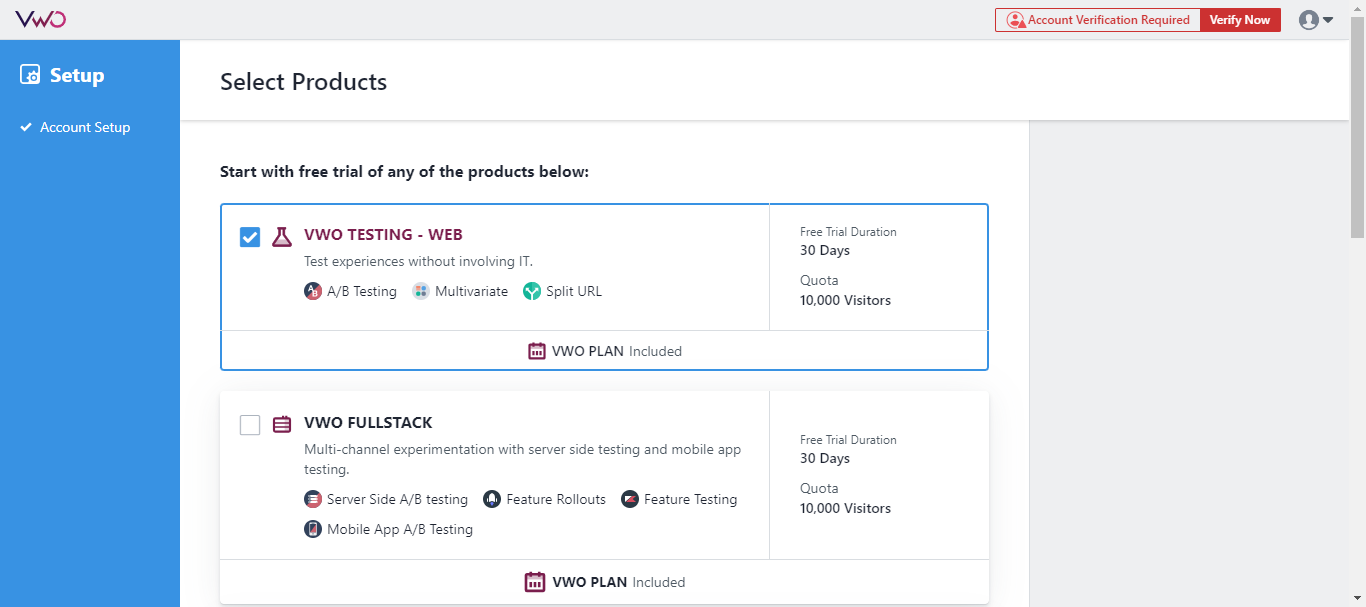 VWO
Account Verification Required Verify Now
Setup
Account Setup
Select Products
Start with free trial of any of the products below:
VWO TESTING - WEB
Test experiences without involving IT.
A/B Testing Multivariate Split URL
Free Trial Duration
30 Days
Quota
10,000 Visitors
VWO PLAN Included
VWO FULLSTACK
Multi-channel experimentation with server side testing and mobile app
testing.
Server Side A/B testing Feature Rollouts Feature Testing
Mobile App A/B Testing
Free Trial Duration
30 Days
Quota
10,000 Visitors
VWO PLAN Included